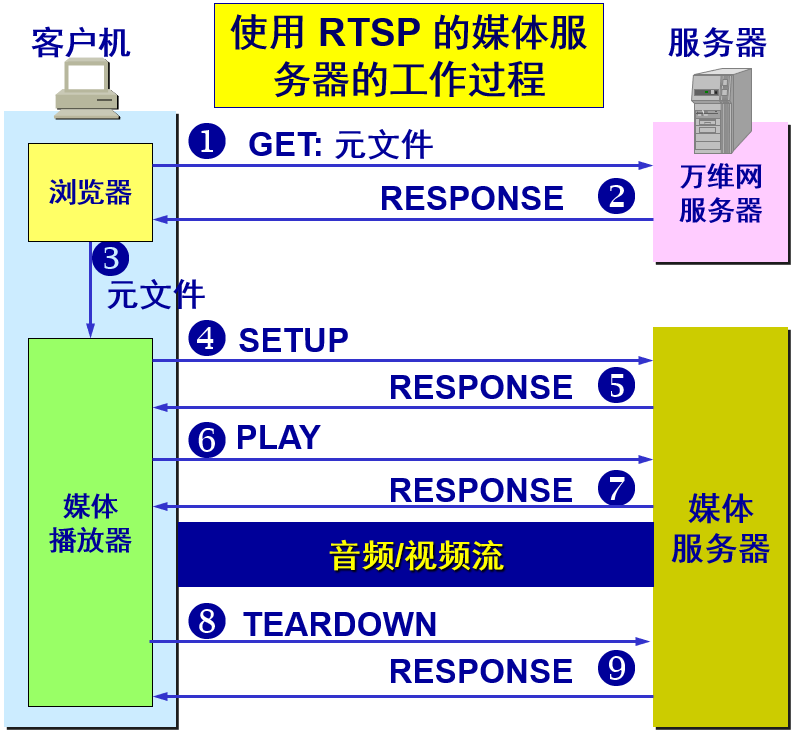 使用 RTSP 的媒体服
务器的工作过程
客户机
服务器
❶ GET: 元文件
浏览器
万维网
服务器
RESPONSE ❷
❸
元文件
❹ SETUP
RESPONSE ❺
❻ PLAY
RESPONSE ❼
媒体
播放器
媒体
服务器
音频/视频流
❽ TEARDOWN
RESPONSE ❾